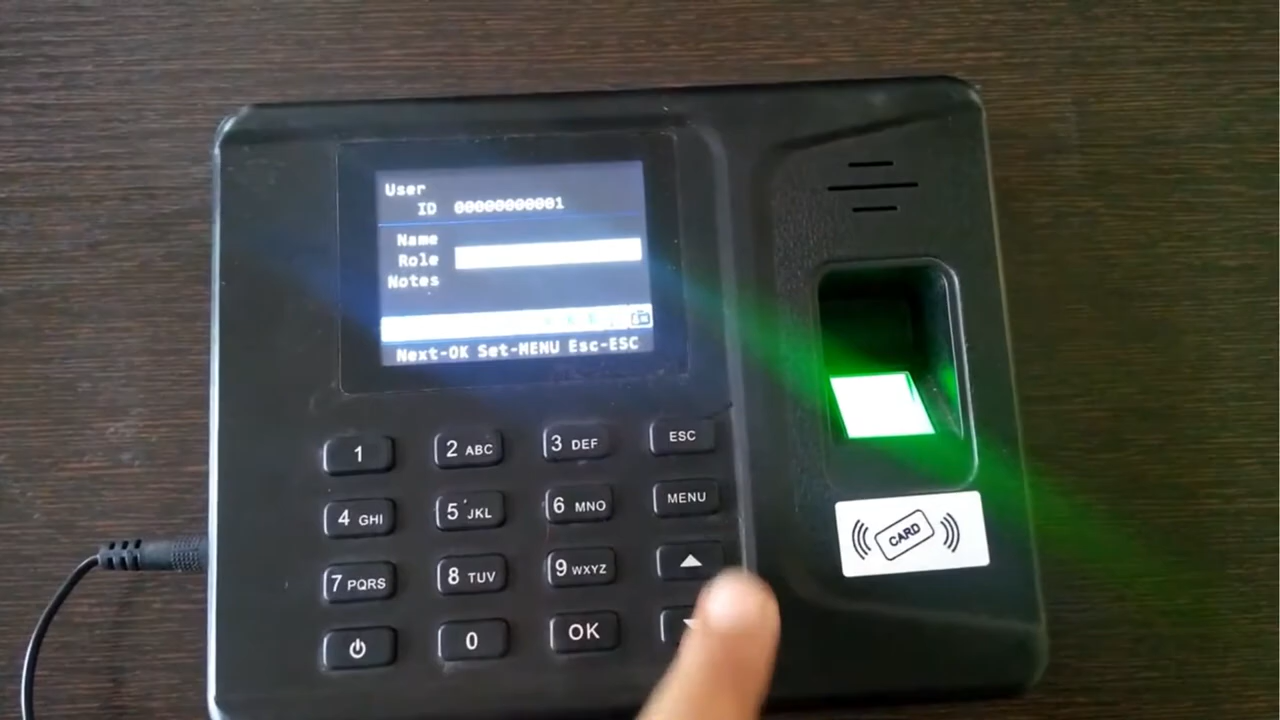 User
ID 00000000001
Name
Role
Notes
Next-OK Set-MENU Esc-ESC
1
2 ABC
3 DEF
ESC
4 GHI
5 JKL
6 MNO
MENU
7 PQRS
8 TUV
9 WXYZ
0
OK
CARD